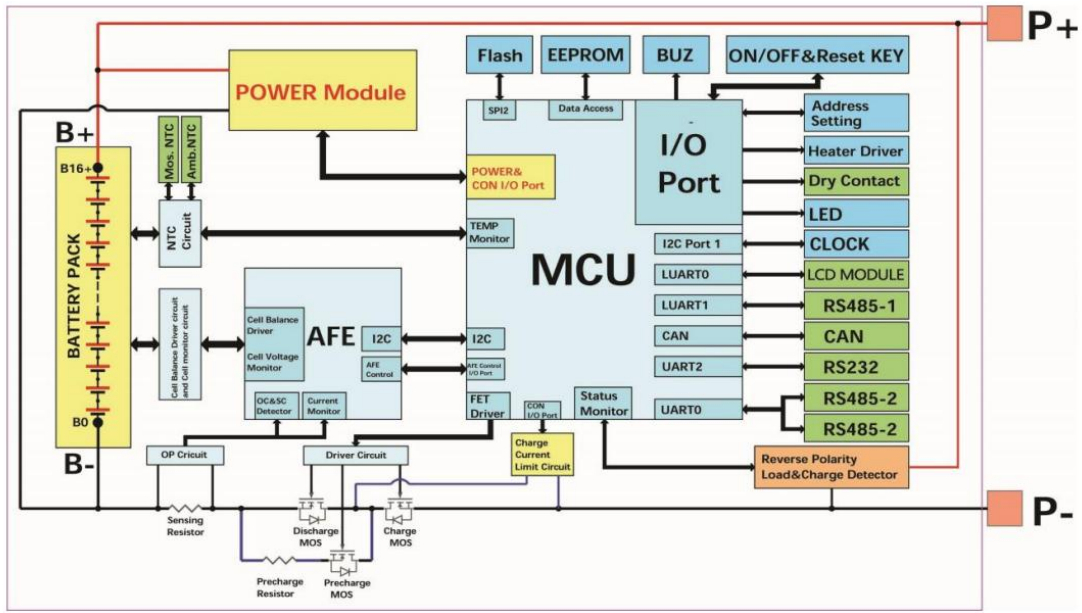 P+
Flash
EEPROM
BUZ
ON/OFF&Reset KEY
POWER Module
SPI2
Data Access
I/O
Port
Address
Setting
Heater Driver
Dry Contact
LED
CLOCK
LCD MODULE
RS485-1
CAN
RS232
RS485-2
RS485-2
B+
B16+
BATTERY PACK
B0
B-
Mos. NTC
Amb.NTC
NTC
Circuit
POWER&
CON I/O Port
TEMP
Monitor
MCU
I2C Port 1
LUART0
LUART1
CAN
UART2
UART0
Cell Balance Driver circuit
and Cell monitor circuit
Cell Balance
Driver
Cell Voltage
Monitor
AFE
I2C
AFE
Control
OC&SC
Detector
Current
Monitor
I2C
AFE Control
I/O Port
FET
Driver
CON
I/O Port
Status
Monitor
OP Cricuit
Driver Circuit
Charge
Current
Limit Circuit
Reverse Polarity
Load&Charge Detector
P-
Sensing
Resistor
Discharge
MOS
Charge
MOS
Precharge
Resistor
Precharge
MOS